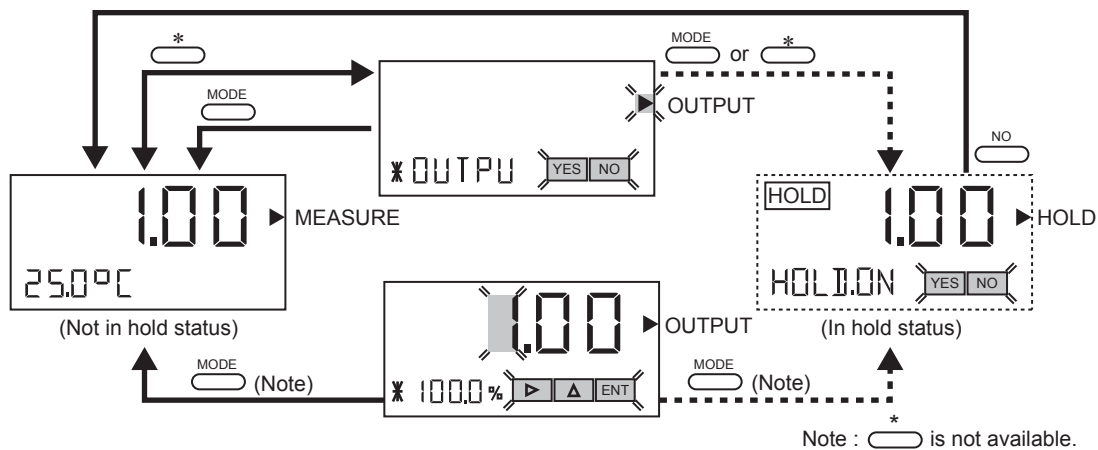 *
MODE
or
*
MODE
OUTPUT
NO
*OUTPU YES NO
1.00
MEASURE
25.0°C
(Not in hold status)
HOLD
1.00
HOLD
HOLD.ON YES NO
(In hold status)
1.00
OUTPUT
*100.0% ▷ △ ENT
MODE
(Note)
MODE
(Note)
*
Note : is not available.